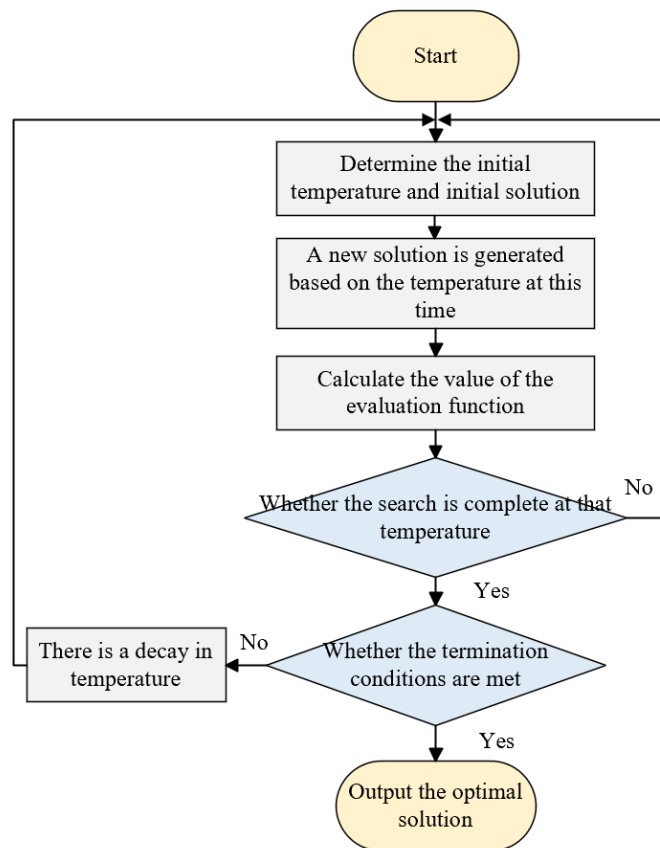 Start
Determine the initial
temperature and initial solution
A new solution is generated
based on the temperature at this
time
Calculate the value of the
evaluation function
Whether the search is complete at that
temperature
No
Yes
Whether the termination
conditions are met
No
There is a decay in
temperature
Yes
Output the optimal
solution